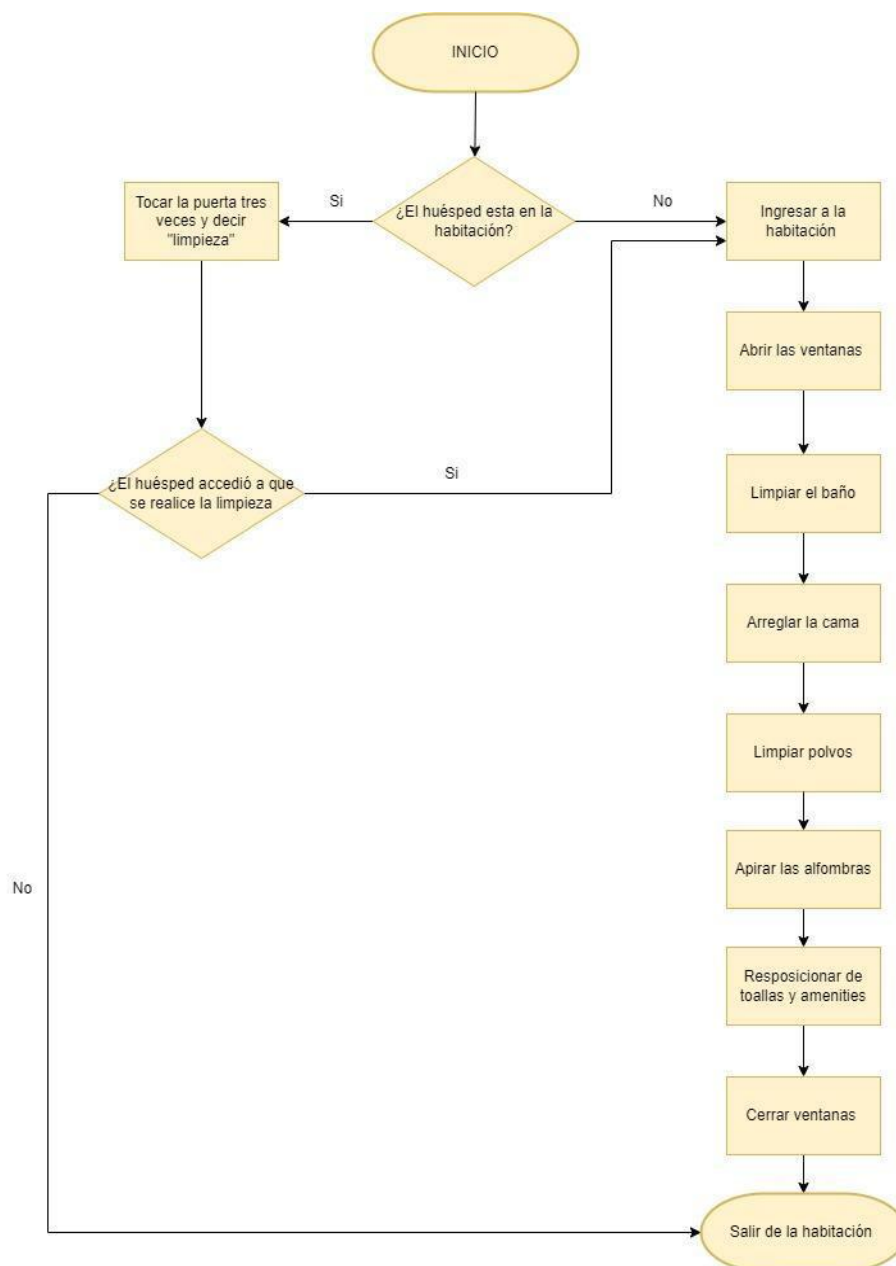 INICIO
¿El huésped esta en la
habitación?
Si
No
Tocar la puerta tres
veces y decir
"limpieza"
Ingresar a la
habitación
Abrir las ventanas
¿El huésped accedió a que
se realice la limpieza
Si
No
Limpiar el baño
Arreglar la cama
Limpiar polvos
Apirar las alfombras
Resposicionar de
toallas y amenities
Cerrar ventanas
Salir de la habitación